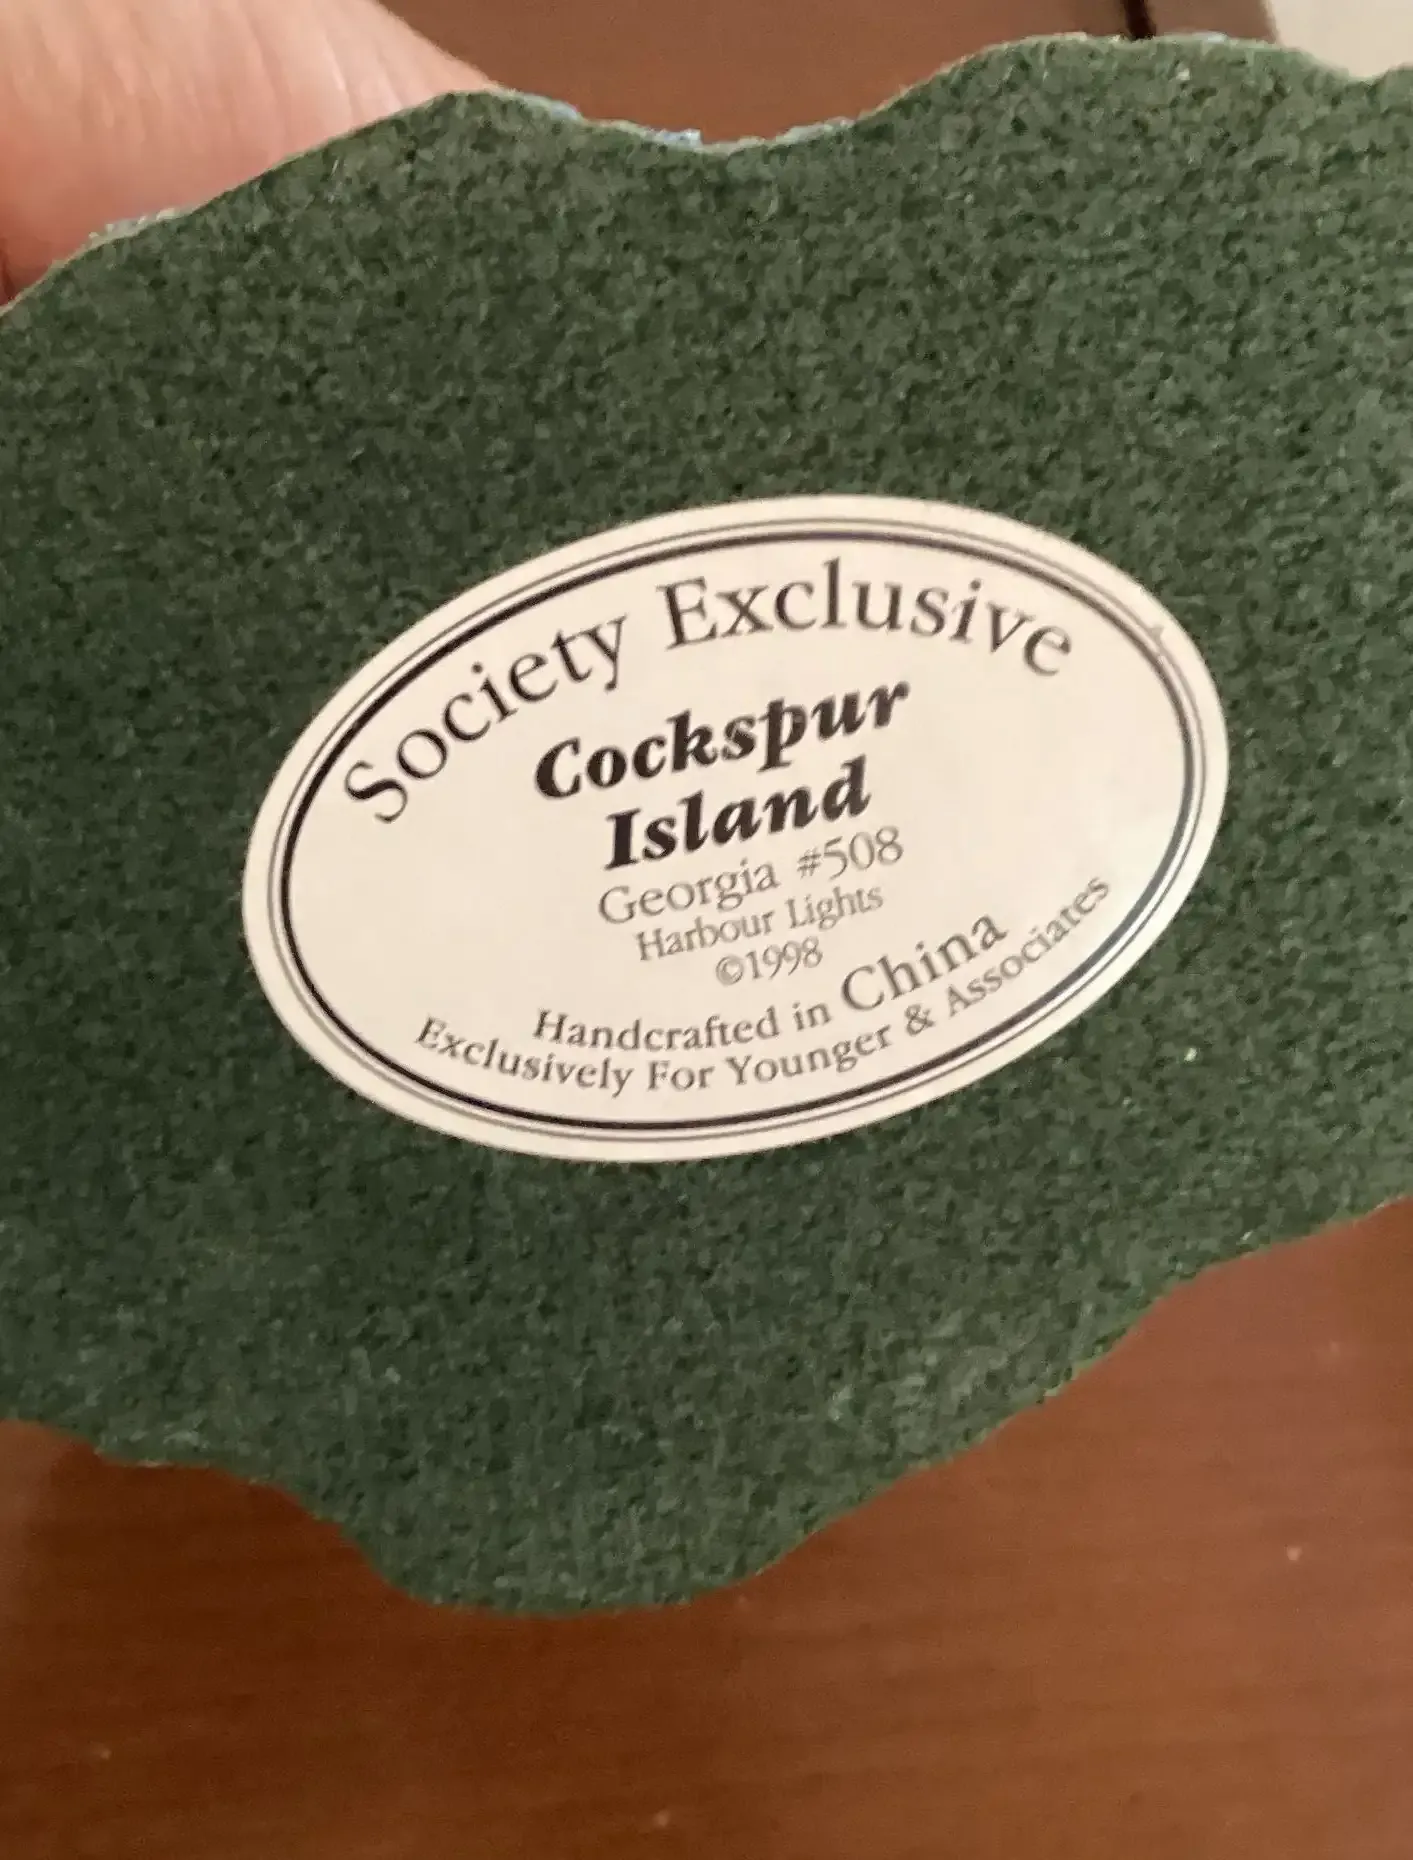 Society Exclusive
Cockspur
Island
Georgia #508
Harbour Lights
©1998
Handcrafted in China
Exclusively For Younger & Associates